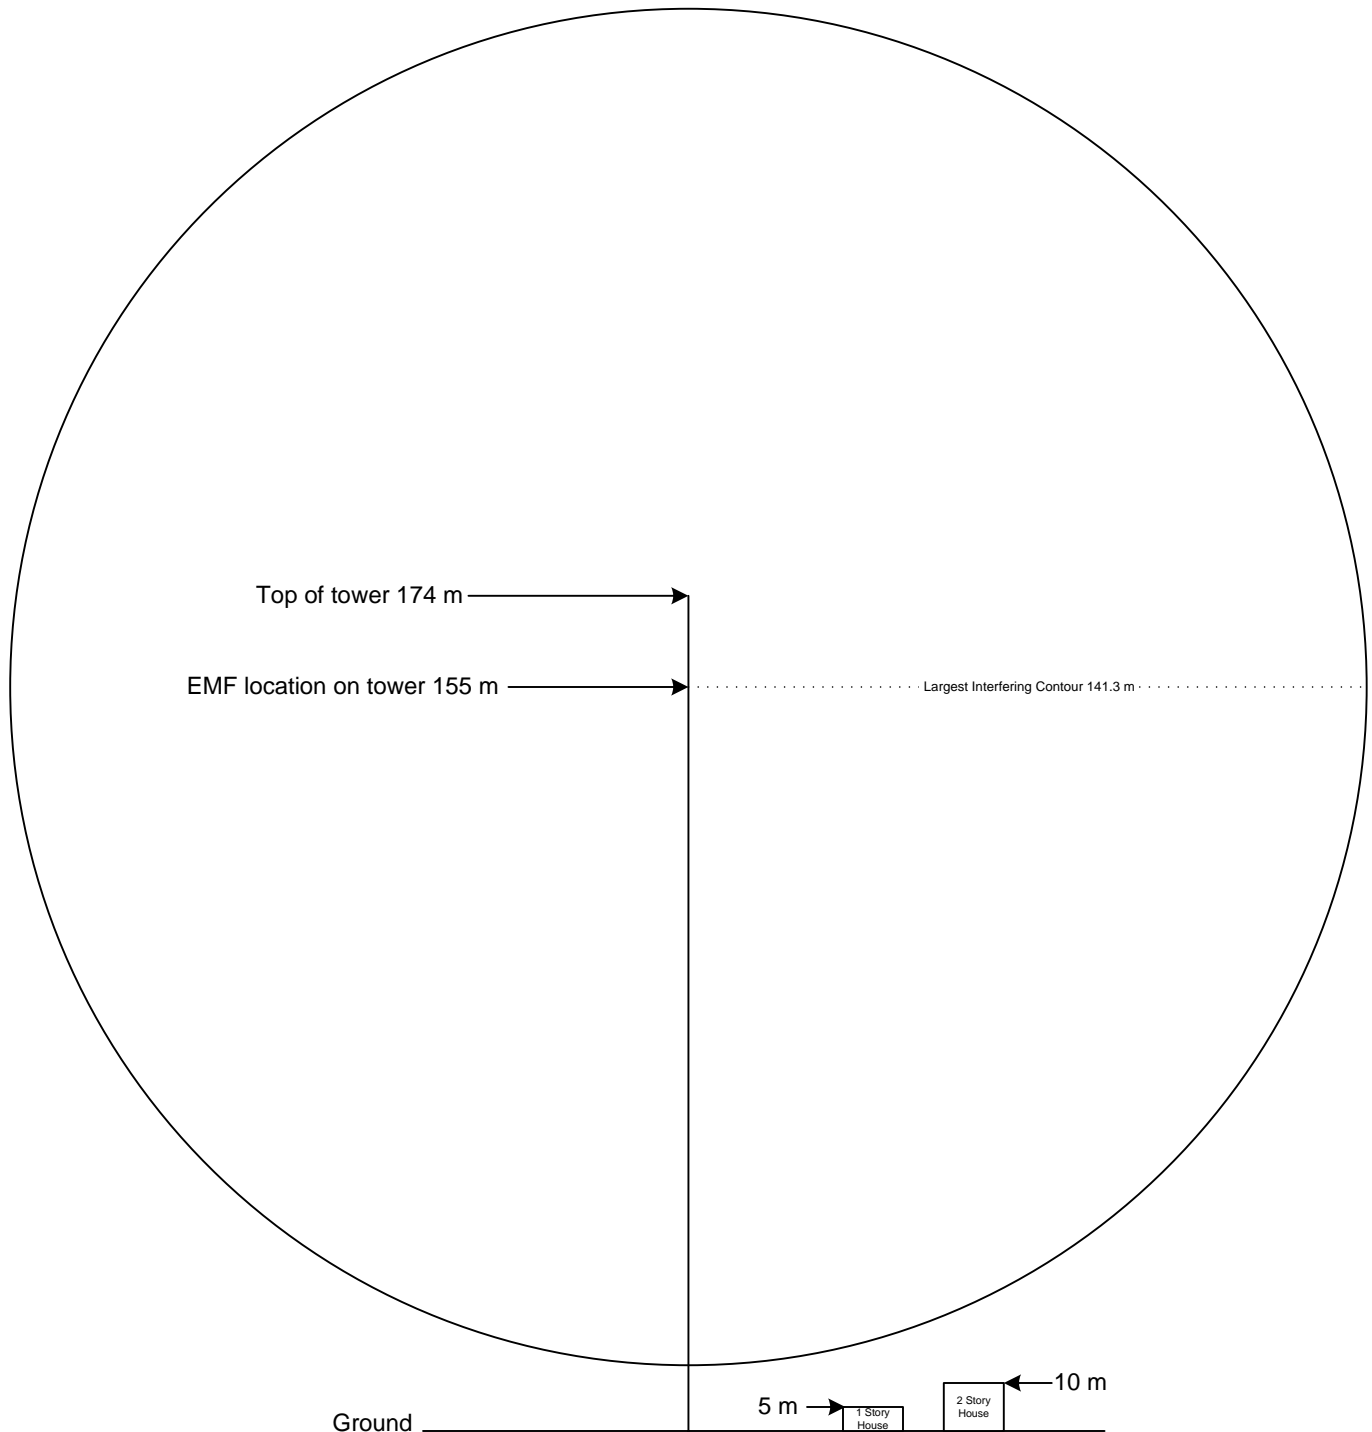 Top of tower 174 m
EMF location on tower 155 m
Largest Interfering Contour 141.3 m
10 m
5 m
2 Story
House
1 Story
House
Ground